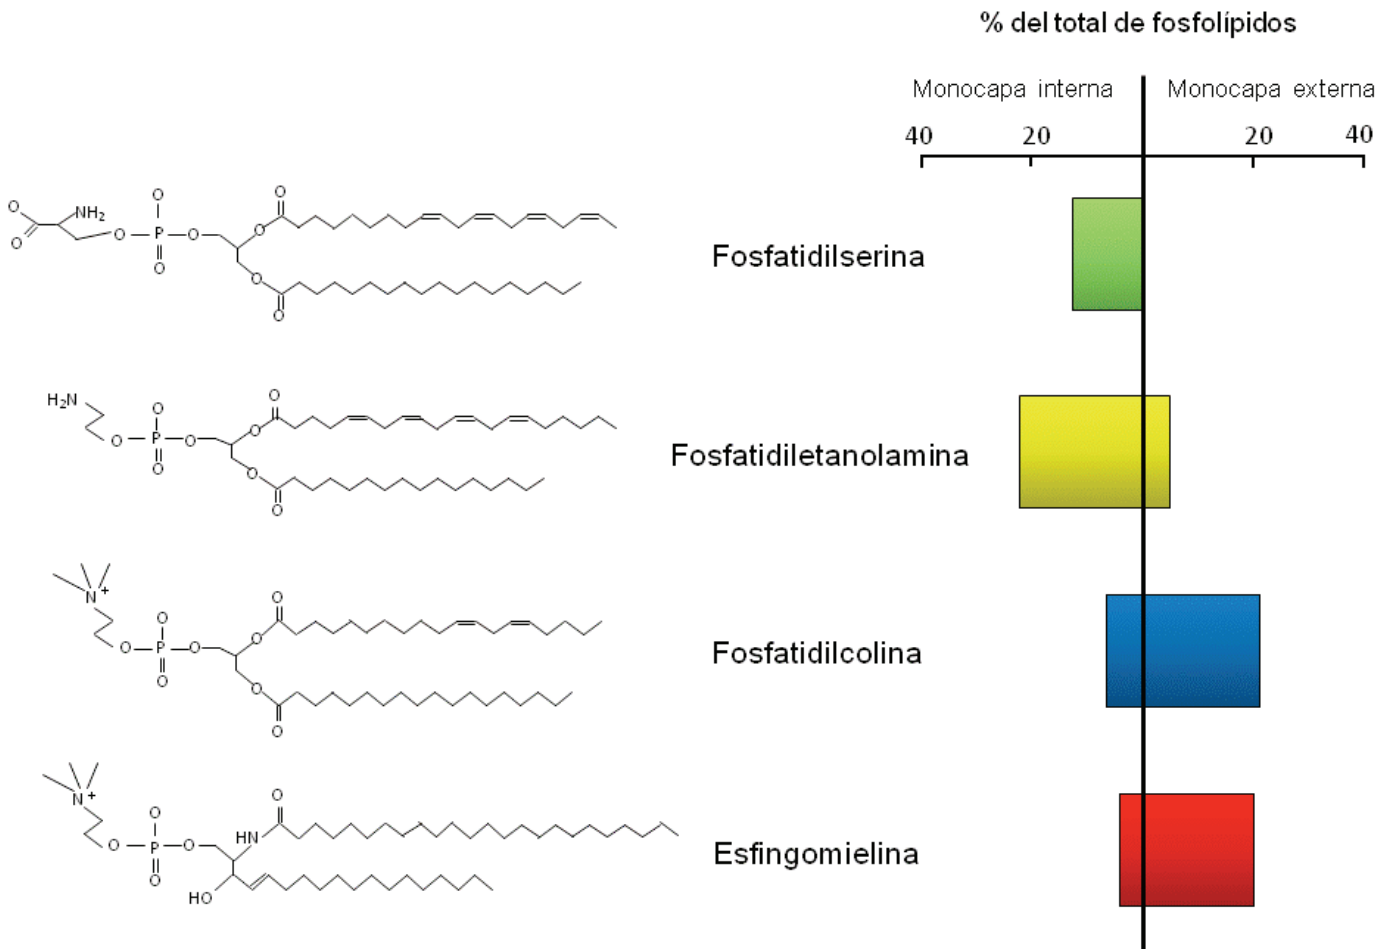 % del total de fosfolípidos
Monocapa interna Monocapa externa
40 20 20 40
O
NH₂
O
O
O P O
O
O
O
O
O
Fosfatidilserina
H₂N
O
O P O
O
O
O
O
O
Fosfatidiletanolamina
N+
O
O P O
O
O
O
O
O
Fosfatidilcolina
N+
O
O P O
O
O
HN
HO
Esfingomielina